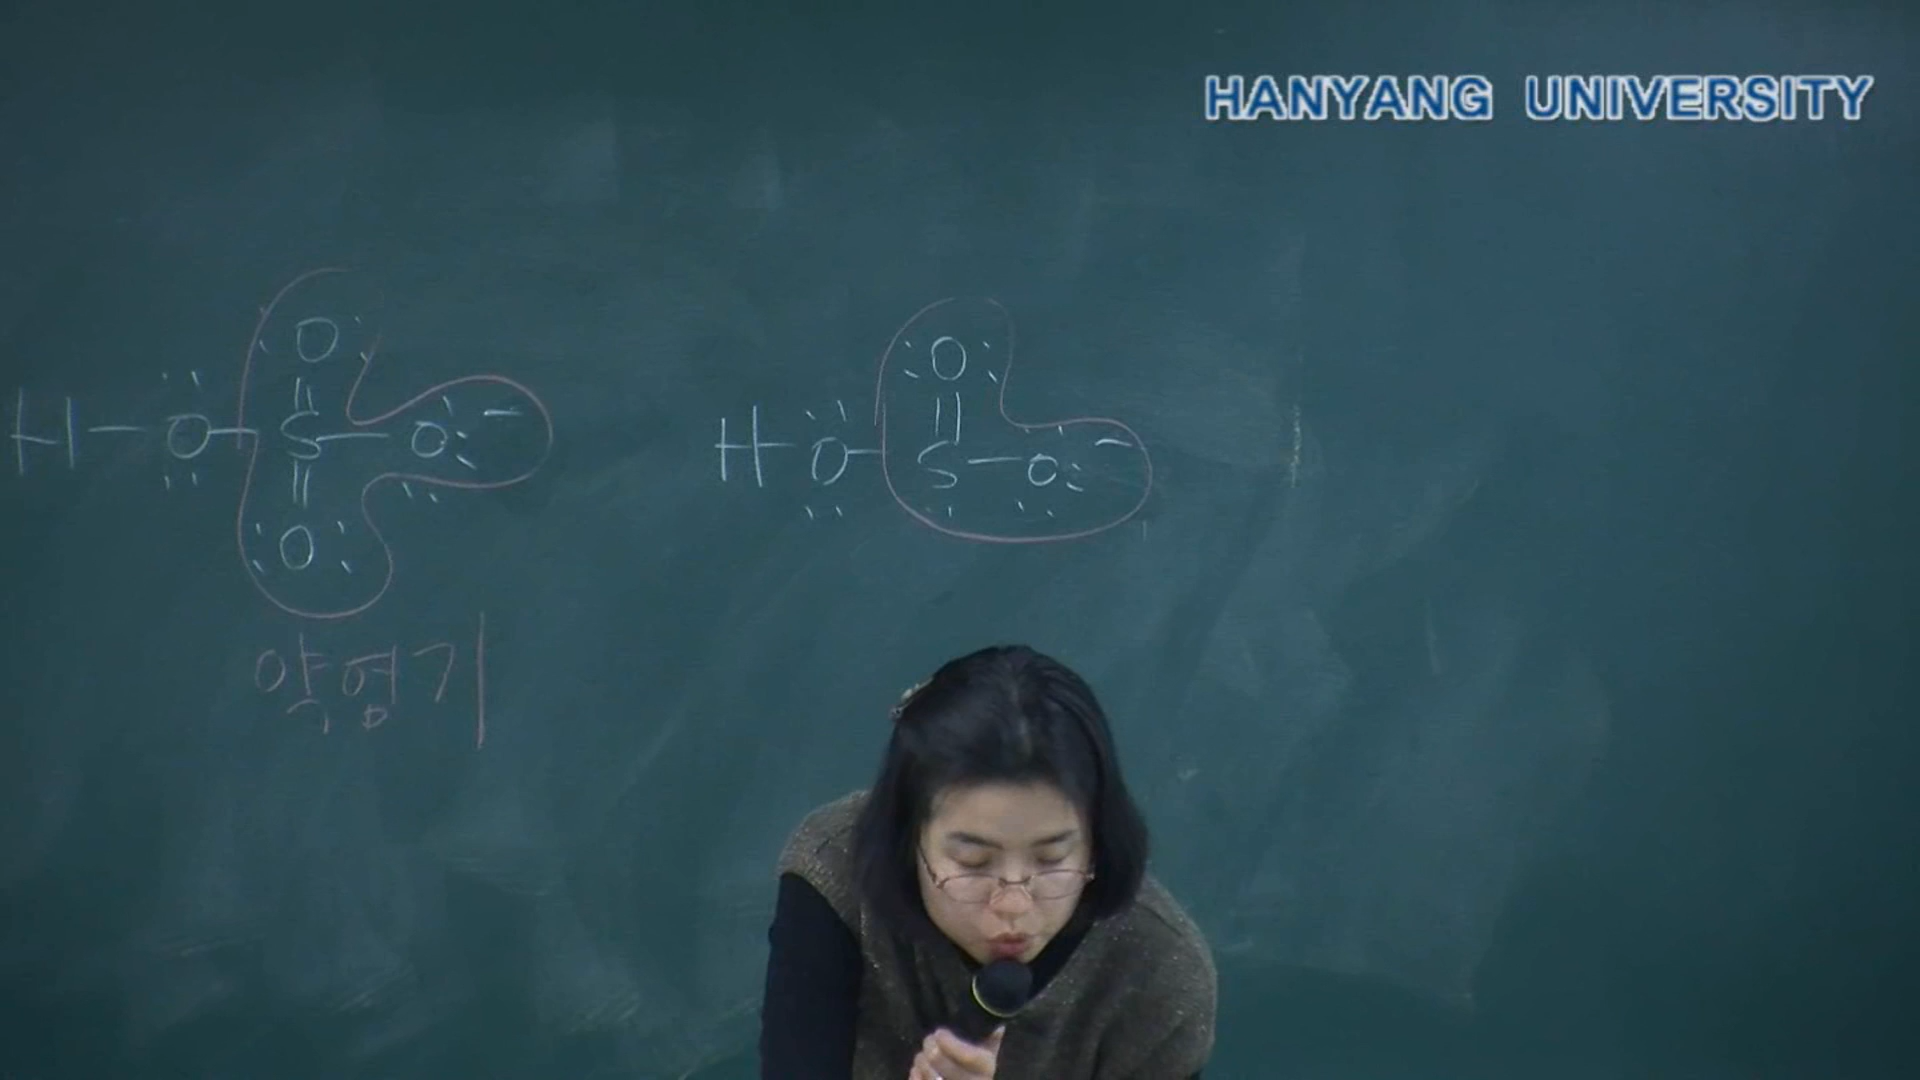 HANYANG UNIVERSITY
O
O
H—O—S—O⁻
H-O—S—O⁻
O
약염기